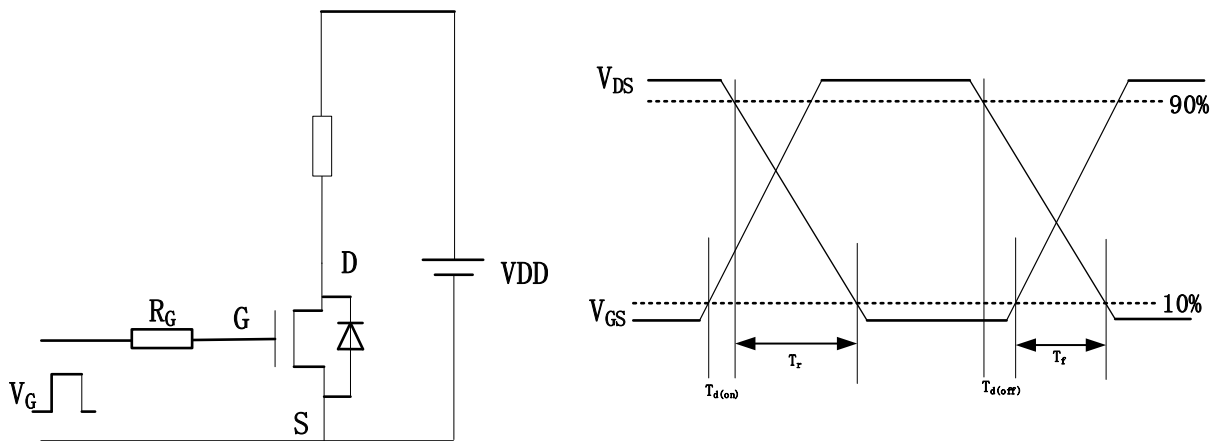 D
VDD
R_G
G
V_G
S
V_DS
90%
V_GS
10%
T_r
T_f
T_d(on)
T_d(off)